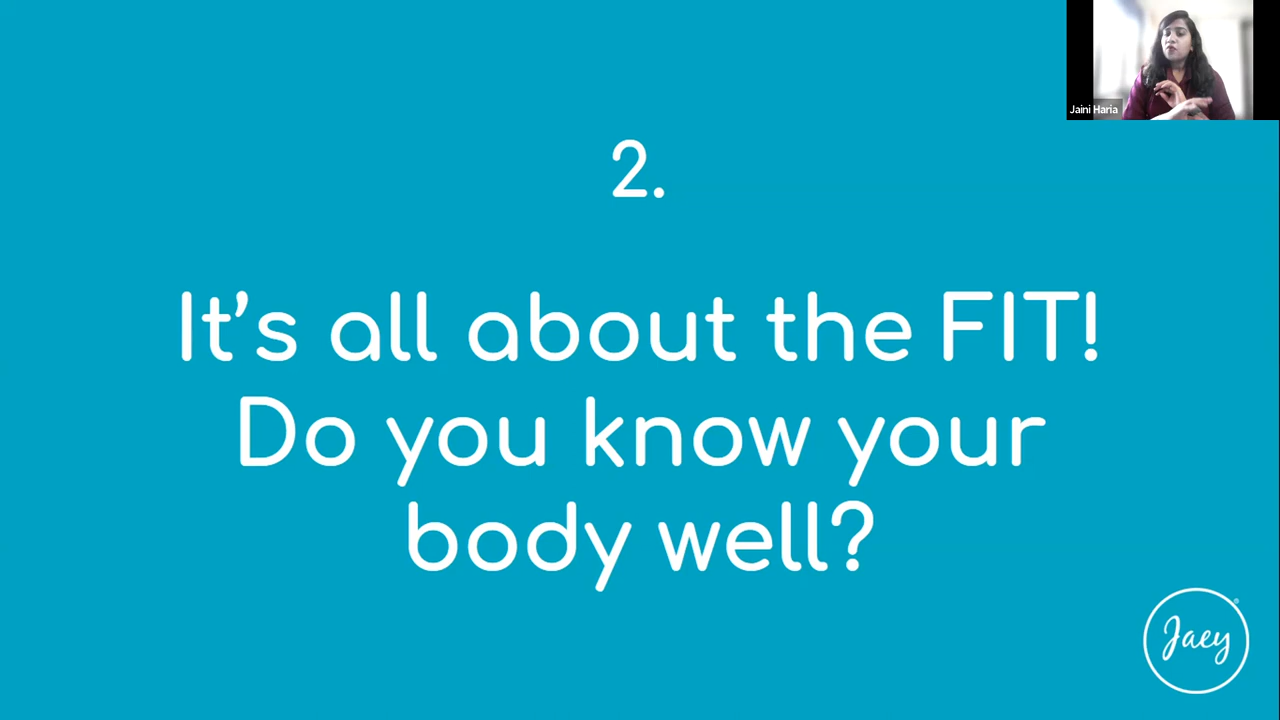 Jaini Haria
2.
It's all about the FIT!
Do you know your
body well?
Jaey®